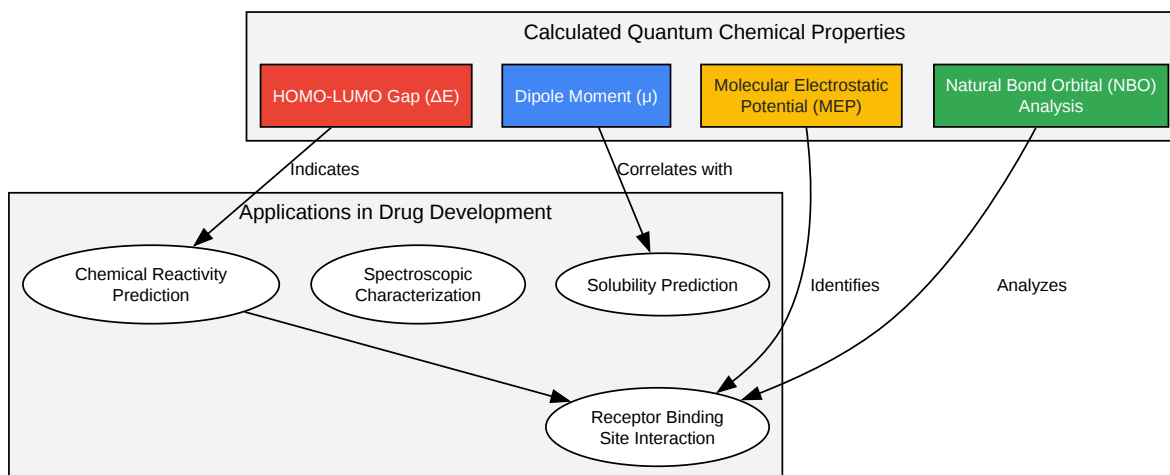 Calculated Quantum Chemical Properties
HOMO-LUMO Gap (ΔE)
Dipole Moment (μ)
Molecular Electrostatic
Potential (MEP)
Natural Bond Orbital (NBO)
Analysis
Indicates
Correlates with
Applications in Drug Development
Chemical Reactivity
Prediction
Spectroscopic
Characterization
Solubility Prediction
Identifies
Analyzes
Receptor Binding
Site Interaction